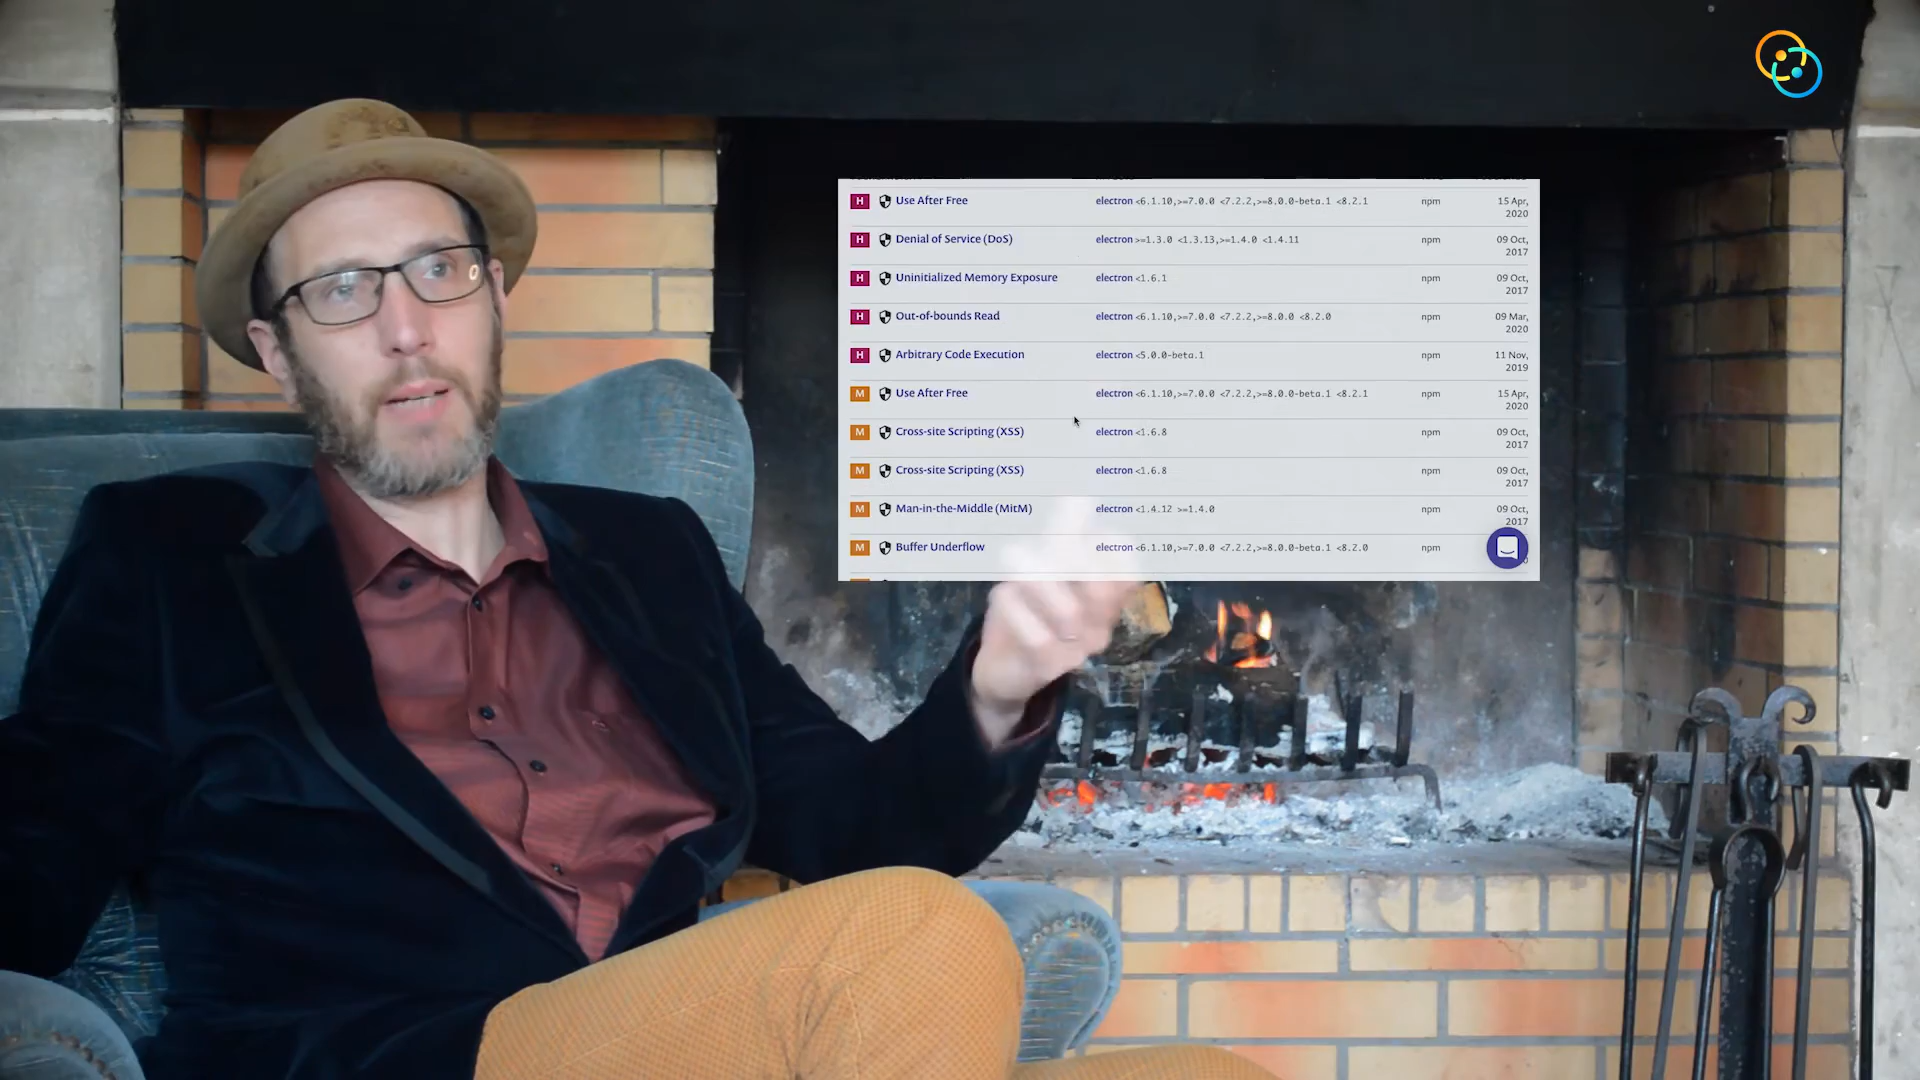 H Use After Free electron <6.1.10,>=7.0.0 <7.2.2,>=8.0.0-beta.1 <8.2.1 npm 15 Apr, 2020
H Denial of Service (DoS) electron >=1.3.0 <1.3.13,>=1.4.0 <1.4.11 npm 09 Oct, 2017
H Uninitialized Memory Exposure electron <1.6.1 npm 09 Oct, 2017
H Out-of-bounds Read electron <6.1.10,>=7.0.0 <7.2.2,>=8.0.0 <8.2.0 npm 09 Mar, 2020
H Arbitrary Code Execution electron <5.0.0-beta.1 npm 11 Nov, 2019
M Use After Free electron <6.1.10,>=7.0.0 <7.2.2,>=8.0.0-beta.1 <8.2.1 npm 15 Apr, 2020
M Cross-site Scripting (XSS) electron <1.6.8 npm 09 Oct, 2017
M Cross-site Scripting (XSS) electron <1.6.8 npm 09 Oct, 2017
M Man-in-the-Middle (MitM) electron <1.4.12 >=1.4.0 npm 09 Oct, 2017
M Buffer Underflow electron <6.1.10,>=7.0.0 <7.2.2,>=8.0.0-beta.1 <8.2.0 npm